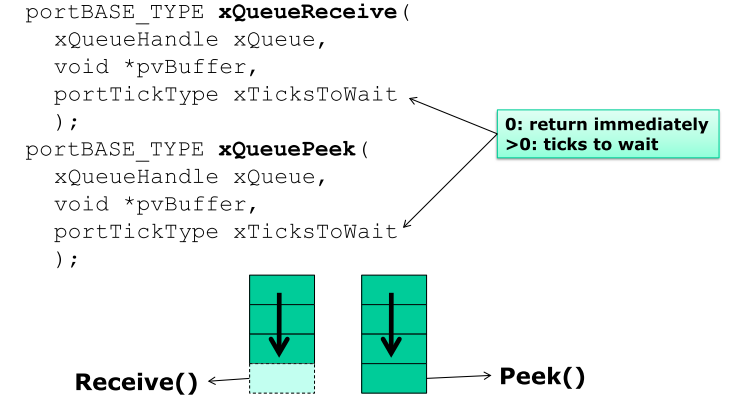 portBASE_TYPE xQueueReceive(
xQueueHandle xQueue,
void *pvBuffer,
portTickType xTicksToWait
);
portBASE_TYPE xQueuePeek(
xQueueHandle xQueue,
void *pvBuffer,
portTickType xTicksToWait
);
0: return immediately
>0: ticks to wait
Receive()
Peek()